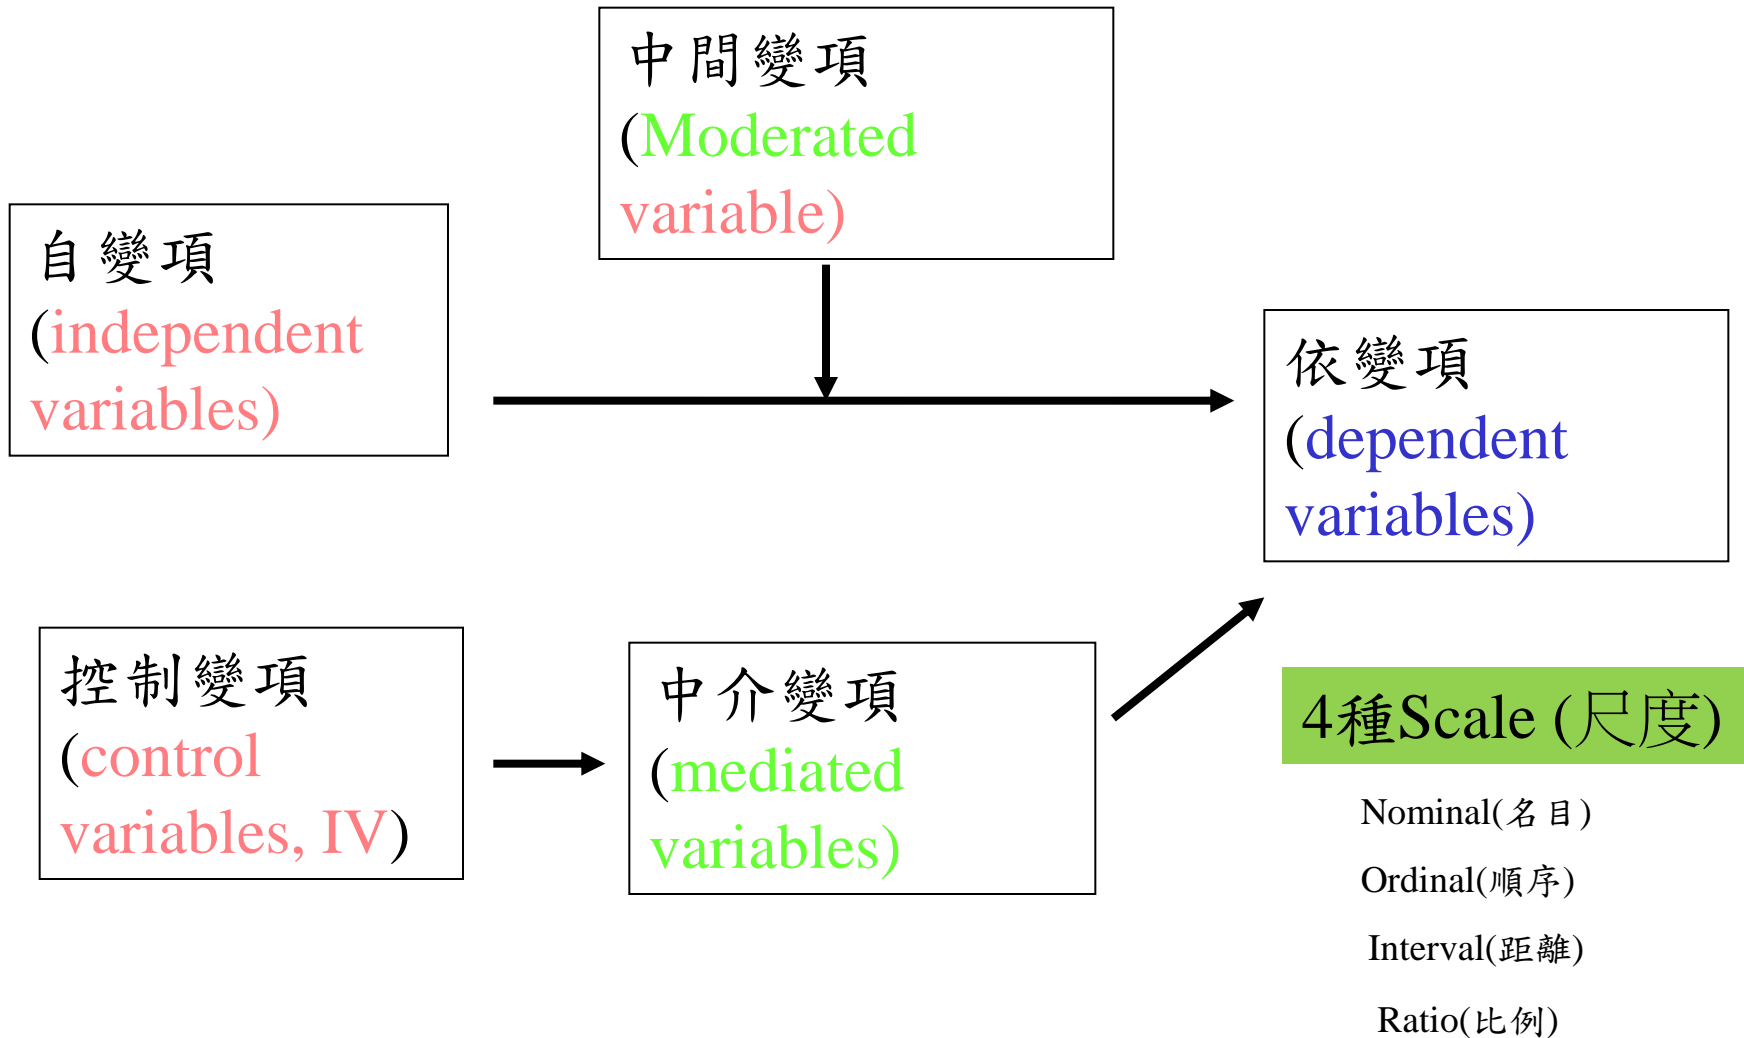 中間變項
(Moderated
variable)
自變項
(independent
variables)
依變項
(dependent
variables)
控制變項
(control
variables, IV)
中介變項
(mediated
variables)
4種Scale (尺度)
Nominal(名目)
Ordinal(順序)
Interval(距離)
Ratio(比例)